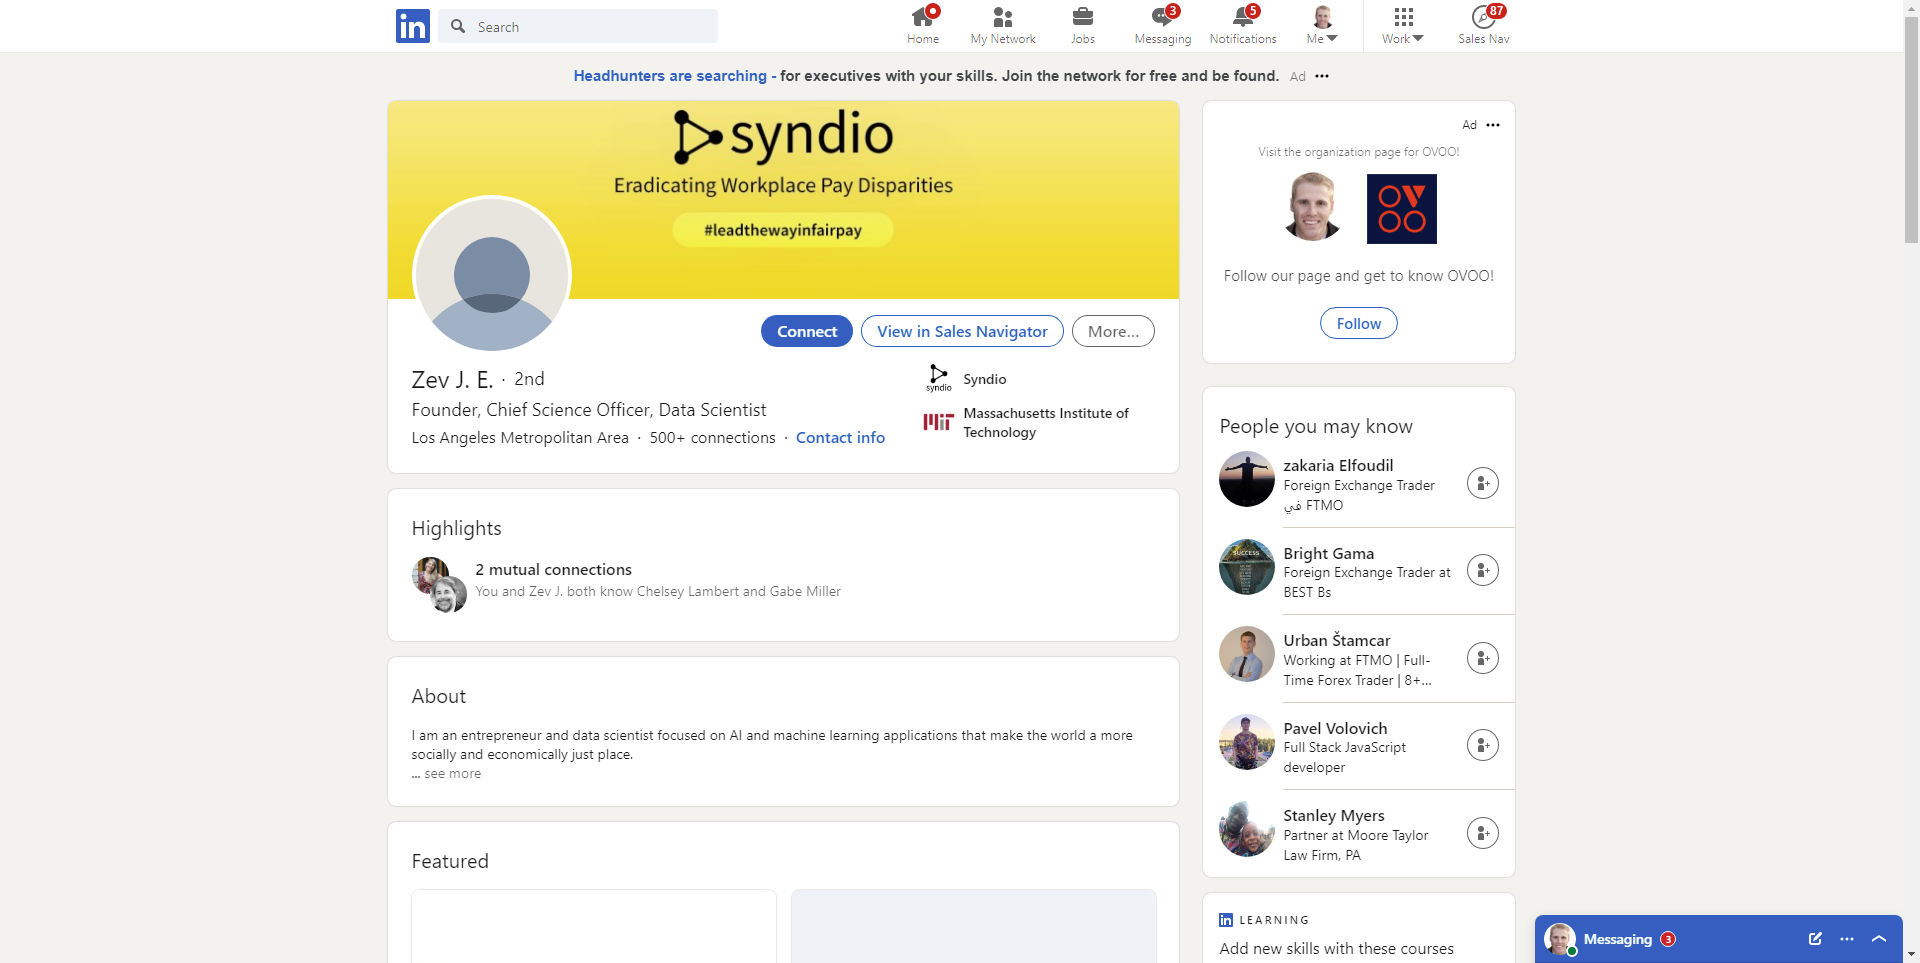 in
Search
Home
My Network
Jobs
3
Messaging
5
Notifications
Me
Work
87
Sales Nav
Headhunters are searching - for executives with your skills. Join the network for free and be found. Ad
syndio
Eradicating Workplace Pay Disparities
#leadthewayinfairpay
Connect
View in Sales Navigator
More...
Zev J. E. · 2nd
Founder, Chief Science Officer, Data Scientist
Los Angeles Metropolitan Area · 500+ connections · Contact info
syndio
Syndio
MIT
Massachusetts Institute of
Technology
Highlights
2 mutual connections
You and Zev J. both know Chelsey Lambert and Gabe Miller
About
I am an entrepreneur and data scientist focused on AI and machine learning applications that make the world a more
socially and economically just place.
... see more
Featured
Ad
Visit the organization page for OVOO!
OV
OO
Follow our page and get to know OVOO!
Follow
People you may know
zakaria Elfoudil
Foreign Exchange Trader
في FTMO
SUCCESS
Bright Gama
Foreign Exchange Trader at
BEST Bs
Urban Štamcar
Working at FTMO | Full-
Time Forex Trader | 8+...
Pavel Volovich
Full Stack JavaScript
developer
Stanley Myers
Partner at Moore Taylor
Law Firm, PA
in LEARNING
Add new skills with these courses
Messaging 3